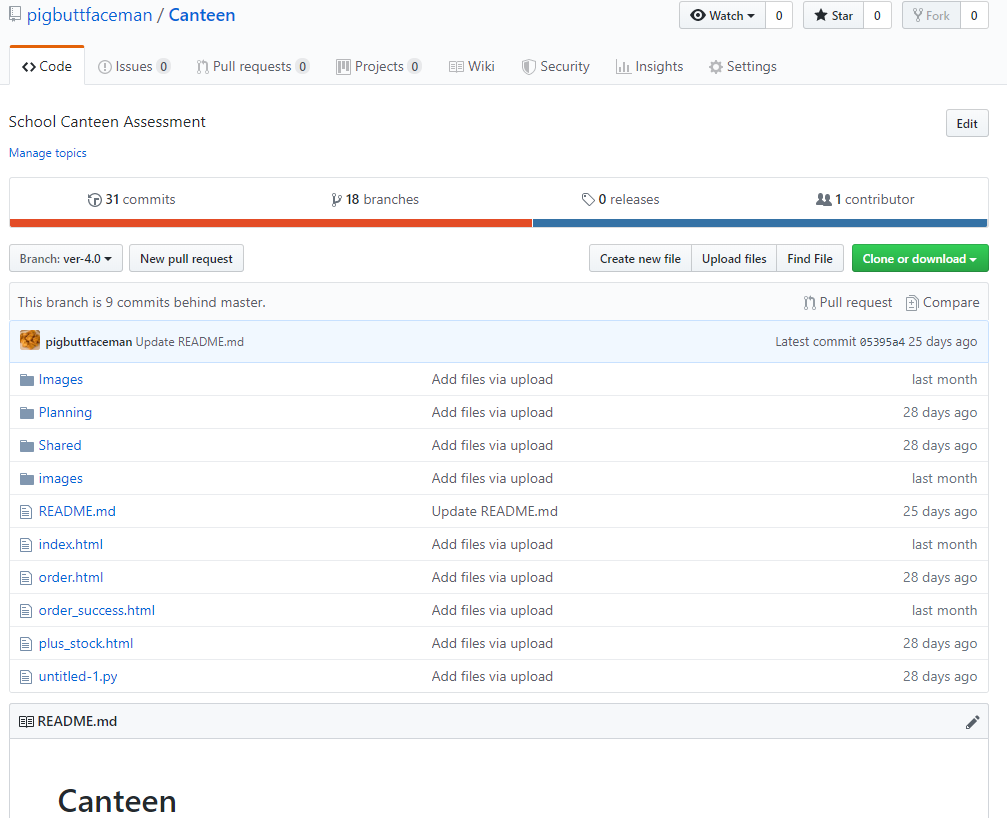 pigbuttfaceman / Canteen Watch 0 Star 0 Fork 0
Code Issues 0 Pull requests 0 Projects 0 Wiki Security Insights Settings
School Canteen Assessment Edit
Manage topics
31 commits 18 branches 0 releases 1 contributor
Branch: ver-4.0 New pull request Create new file Upload files Find File Clone or download
This branch is 9 commits behind master. Pull request Compare
pigbuttfaceman Update README.md Latest commit 05395a4 25 days ago
Images Add files via upload last month
Planning Add files via upload 28 days ago
Shared Add files via upload 28 days ago
images Add files via upload last month
README.md Update README.md 25 days ago
index.html Add files via upload last month
order.html Add files via upload 28 days ago
order_success.html Add files via upload last month
plus_stock.html Add files via upload 28 days ago
untitled-1.py Add files via upload 28 days ago
README.md
Canteen